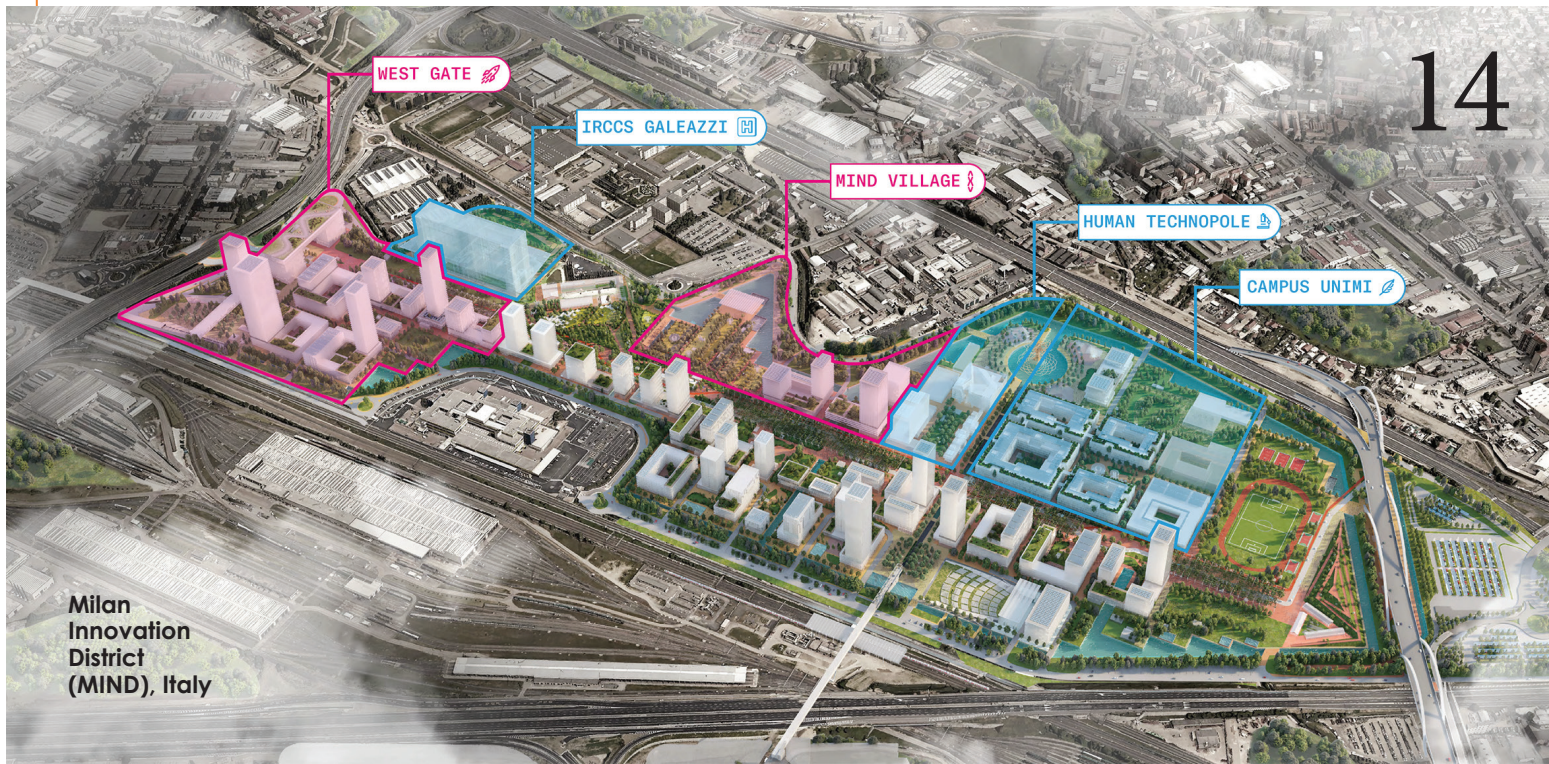 14
WEST GATE
IRCCS GALEAZZI
MIND VILLAGE
HUMAN TECHNOPOLE
CAMPUS UNIMI
Milan
Innovation
District
(MIND), Italy